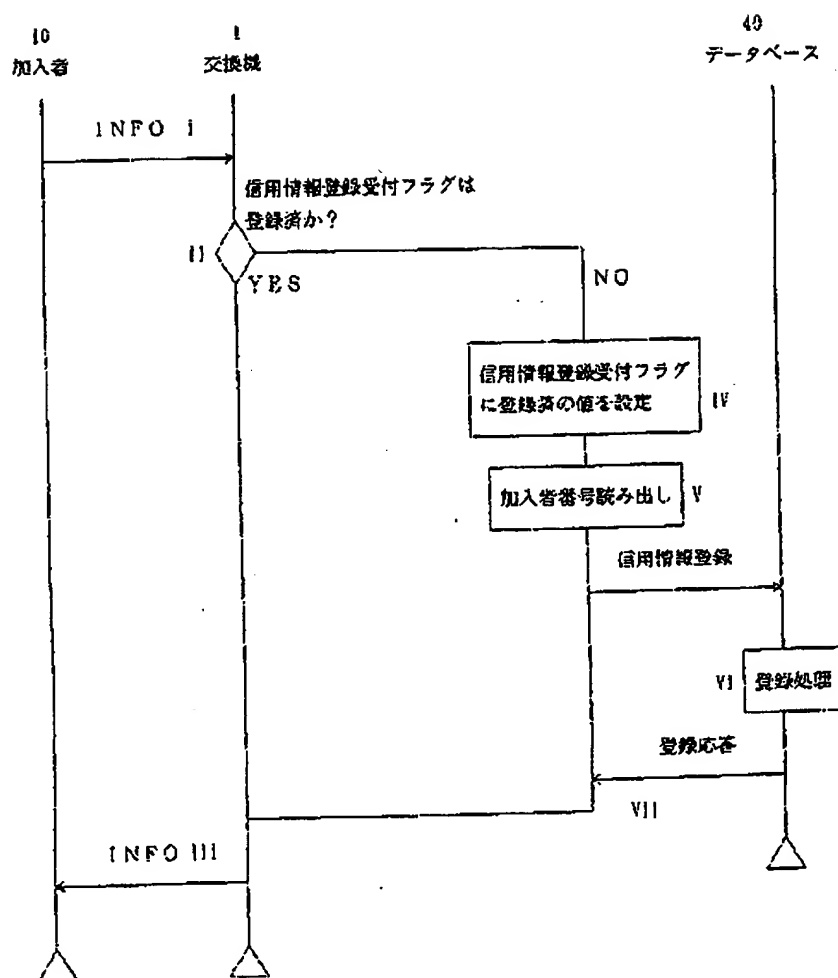 10
加入者
1
交換機
40
データベース
INFO i
信用情報登録受付フラグは
登録済か?
II
YES
NO
信用情報登録受付フラグ
に登録済の値を設定
IV
加入者番号読み出し
V
信用情報登録
VI
登録処理
登録応答
VII
INFO III